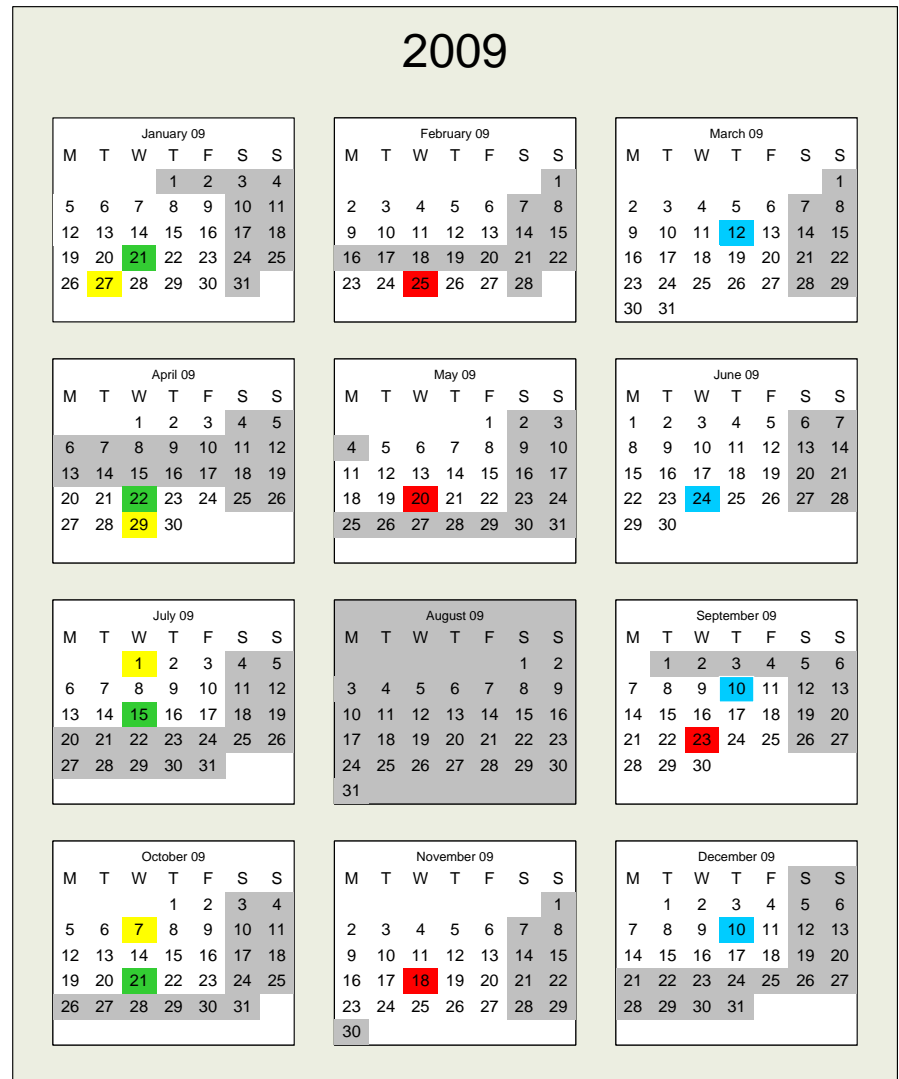 2009
January 09
M T W T F S S
1 2 3 4
5 6 7 8 9 10 11
12 13 14 15 16 17 18
19 20 21 22 23 24 25
26 27 28 29 30 31
February 09
M T W T F S S
1
2 3 4 5 6 7 8
9 10 11 12 13 14 15
16 17 18 19 20 21 22
23 24 25 26 27 28
March 09
M T W T F S S
1
2 3 4 5 6 7 8
9 10 11 12 13 14 15
16 17 18 19 20 21 22
23 24 25 26 27 28 29
30 31
April 09
M T W T F S S
1 2 3 4 5
6 7 8 9 10 11 12
13 14 15 16 17 18 19
20 21 22 23 24 25 26
27 28 29 30
May 09
M T W T F S S
1 2 3
4 5 6 7 8 9 10
11 12 13 14 15 16 17
18 19 20 21 22 23 24
25 26 27 28 29 30 31
June 09
M T W T F S S
1 2 3 4 5 6 7
8 9 10 11 12 13 14
15 16 17 18 19 20 21
22 23 24 25 26 27 28
29 30
July 09
M T W T F S S
1 2 3 4 5
6 7 8 9 10 11 12
13 14 15 16 17 18 19
20 21 22 23 24 25 26
27 28 29 30 31
August 09
M T W T F S S
1 2
3 4 5 6 7 8 9
10 11 12 13 14 15 16
17 18 19 20 21 22 23
24 25 26 27 28 29 30
31
September 09
M T W T F S S
1 2 3 4 5 6
7 8 9 10 11 12 13
14 15 16 17 18 19 20
21 22 23 24 25 26 27
28 29 30
October 09
M T W T F S S
1 2 3 4
5 6 7 8 9 10 11
12 13 14 15 16 17 18
19 20 21 22 23 24 25
26 27 28 29 30 31
November 09
M T W T F S S
1
2 3 4 5 6 7 8
9 10 11 12 13 14 15
16 17 18 19 20 21 22
23 24 25 26 27 28 29
30
December 09
M T W T F S S
1 2 3 4 5 6
7 8 9 10 11 12 13
14 15 16 17 18 19 20
21 22 23 24 25 26 27
28 29 30 31